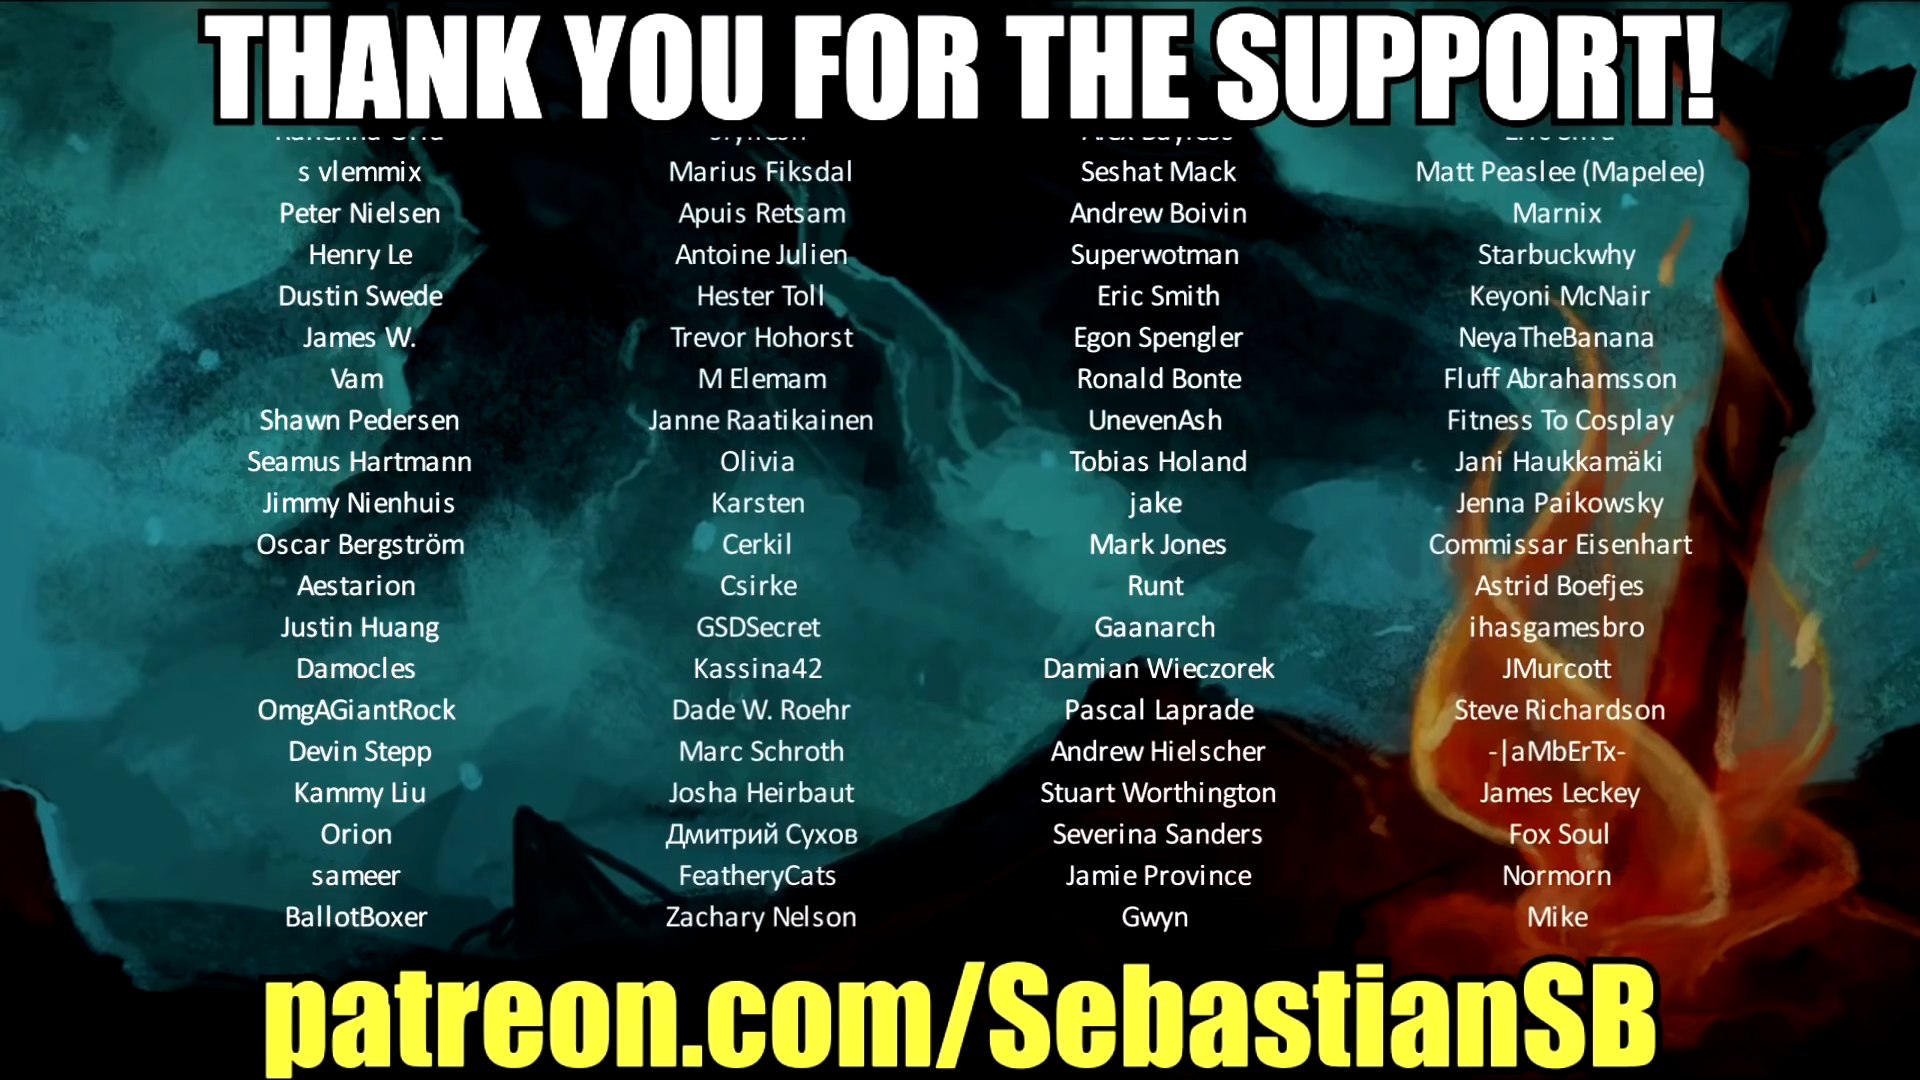 THANK YOU FOR THE SUPPORT!
s vlemmix
Peter Nielsen
Henry Le
Dustin Swede
James W.
Vam
Shawn Pedersen
Seamus Hartmann
Jimmy Nienhuis
Oscar Bergström
Aestarion
Justin Huang
Damocles
OmgAGiantRock
Devin Stepp
Kammy Liu
Orion
sameer
BallotBoxer
Marius Fiksdal
Apuis Retsam
Antoine Julien
Hester Toll
Trevor Hohorst
M Elemam
Janne Raatikainen
Olivia
Karsten
Cerkil
Csirke
GSDSecret
Kassina42
Dade W. Roehr
Marc Schroth
Josha Heirbaut
Дмитрий Сухов
FeatheryCats
Zachary Nelson
Seshat Mack
Andrew Boivin
Superwotman
Eric Smith
Egon Spengler
Ronald Bonte
UnevenAsh
Tobias Holand
jake
Mark Jones
Runt
Gaanarch
Damian Wieczorek
Pascal Laprade
Andrew Hielscher
Stuart Worthington
Severina Sanders
Jamie Province
Gwyn
Matt Peaslee (Mapelee)
Marnix
Starbuckwhy
Keyoni McNair
NeyaTheBanana
Fluff Abrahamsson
Fitness To Cosplay
Jani Haukkamäki
Jenna Paikowsky
Commissar Eisenhart
Astrid Boefjes
ihasgamesbro
JMurcott
Steve Richardson
-|aMbErTx-
James Leckey
Fox Soul
Normorn
Mike
patreon.com/SebastianSB